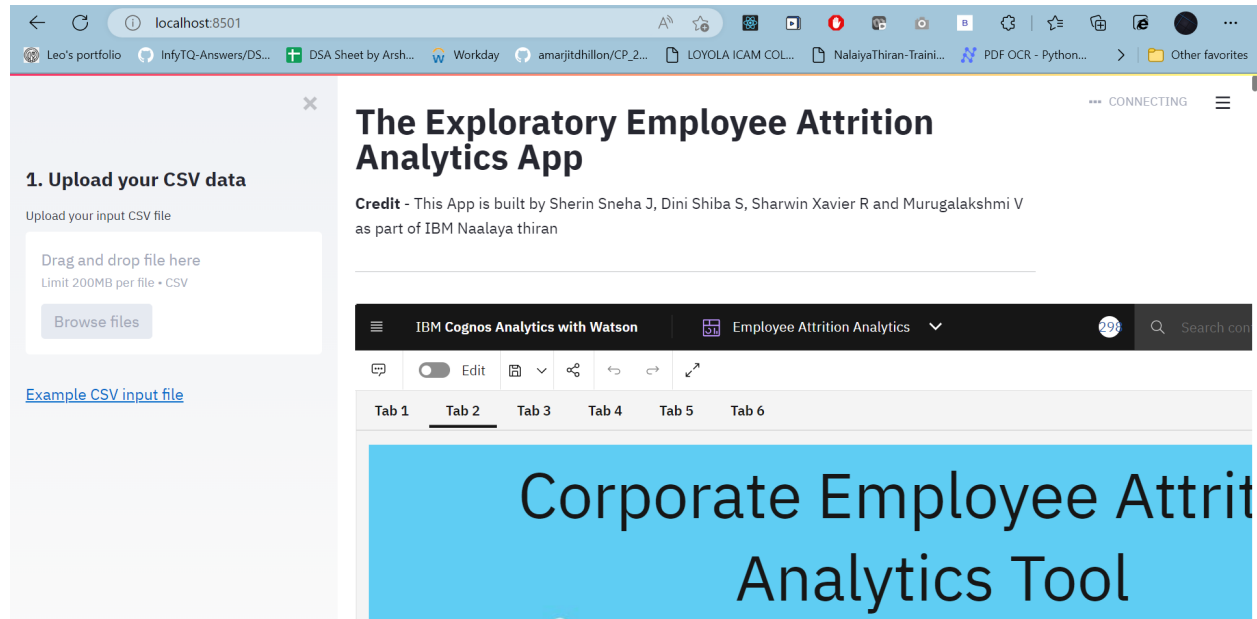 localhost:8501
Leo's portfolio
InfyTQ-Answers/DS...
DSA Sheet by Arsh...
Workday
amarjitdhillon/CP_2...
LOYOLA ICAM COL...
NalaiyaThiran-Traini...
PDF OCR - Python...
Other favorites
1. Upload your CSV data
Upload your input CSV file
Drag and drop file here
Limit 200MB per file • CSV
Browse files
Example CSV input file
CONNECTING
The Exploratory Employee Attrition
Analytics App
Credit - This App is built by Sherin Sneha J, Dini Shiba S, Sharwin Xavier R and Murugalakshmi V
as part of IBM Naalaya thiran
IBM Cognos Analytics with Watson
Employee Attrition Analytics
298
Search con
Edit
Tab 1 Tab 2 Tab 3 Tab 4 Tab 5 Tab 6
Corporate Employee Attrit
Analytics Tool